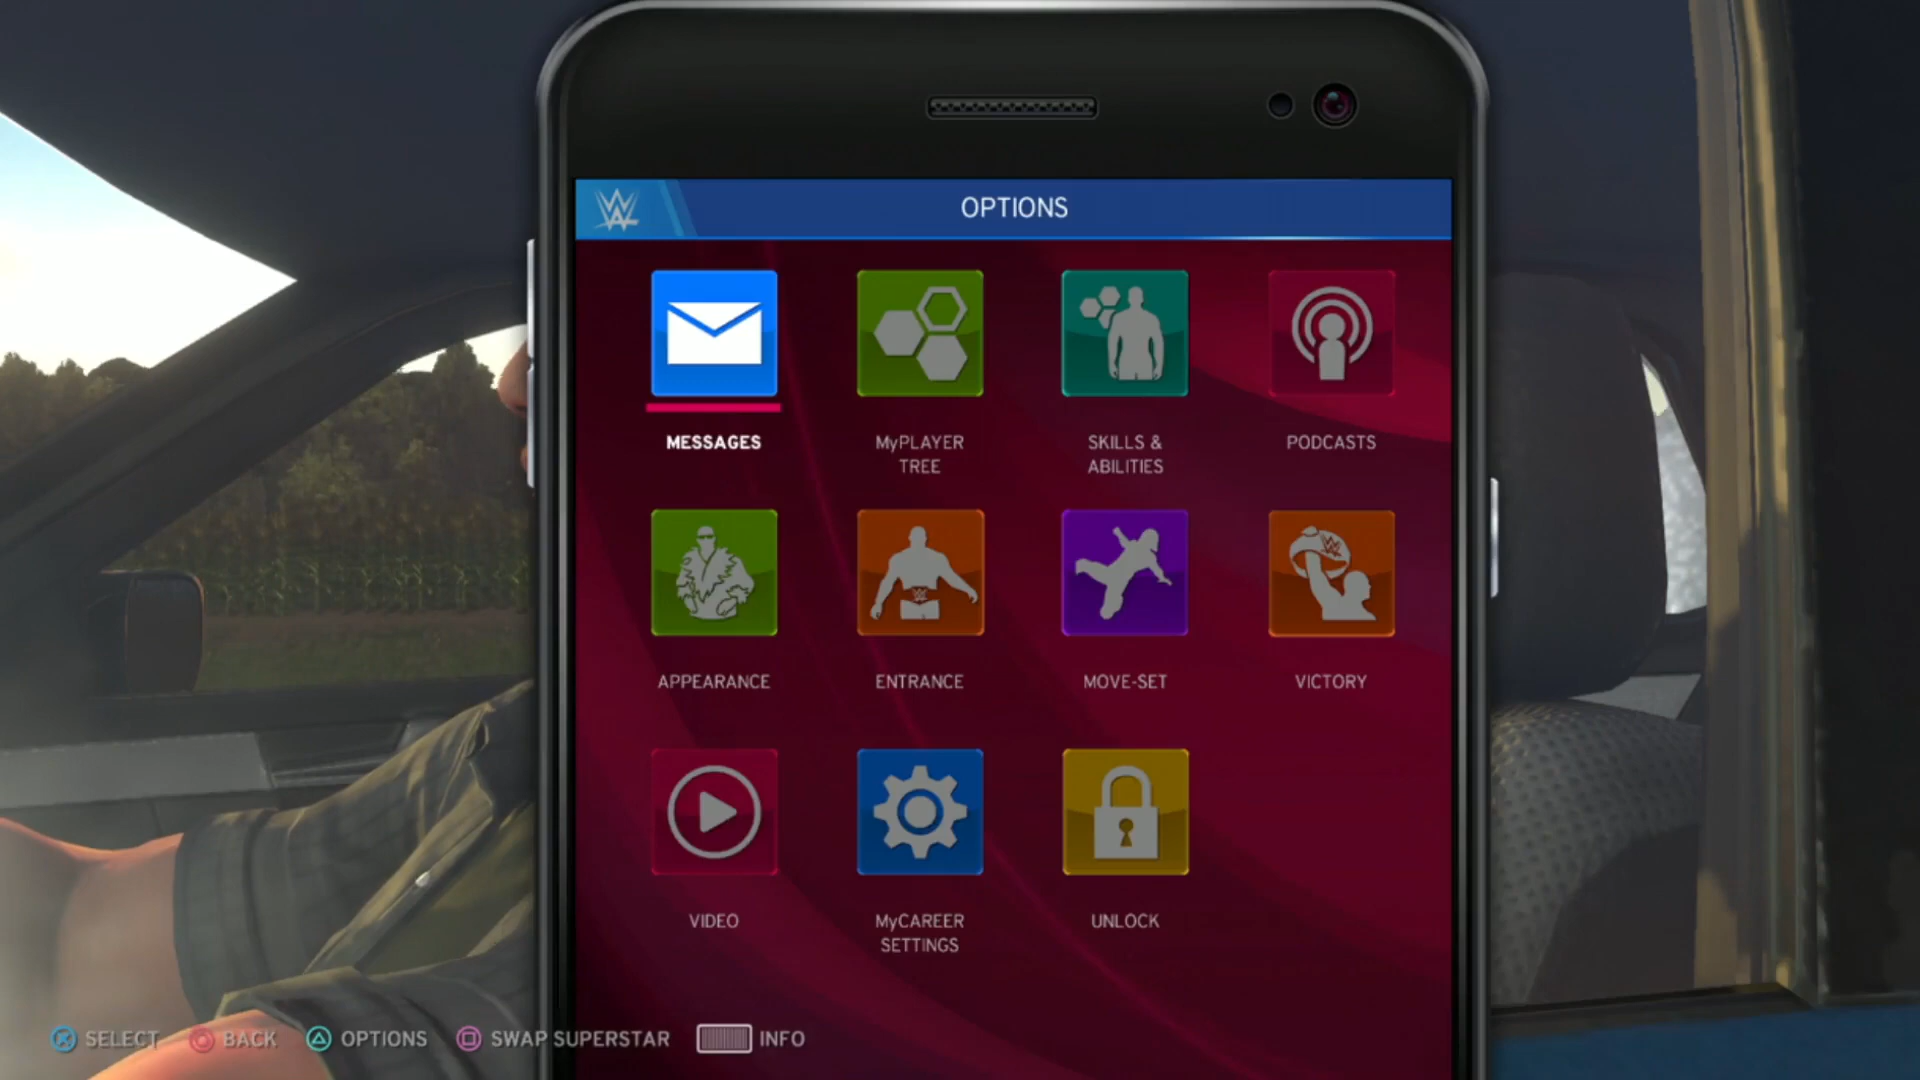 OPTIONS
MESSAGES
MyPLAYER
TREE
SKILLS &
ABILITIES
PODCASTS
APPEARANCE
ENTRANCE
MOVE-SET
VICTORY
VIDEO
MyCAREER
SETTINGS
UNLOCK
SELECT BACK OPTIONS SWAP SUPERSTAR INFO